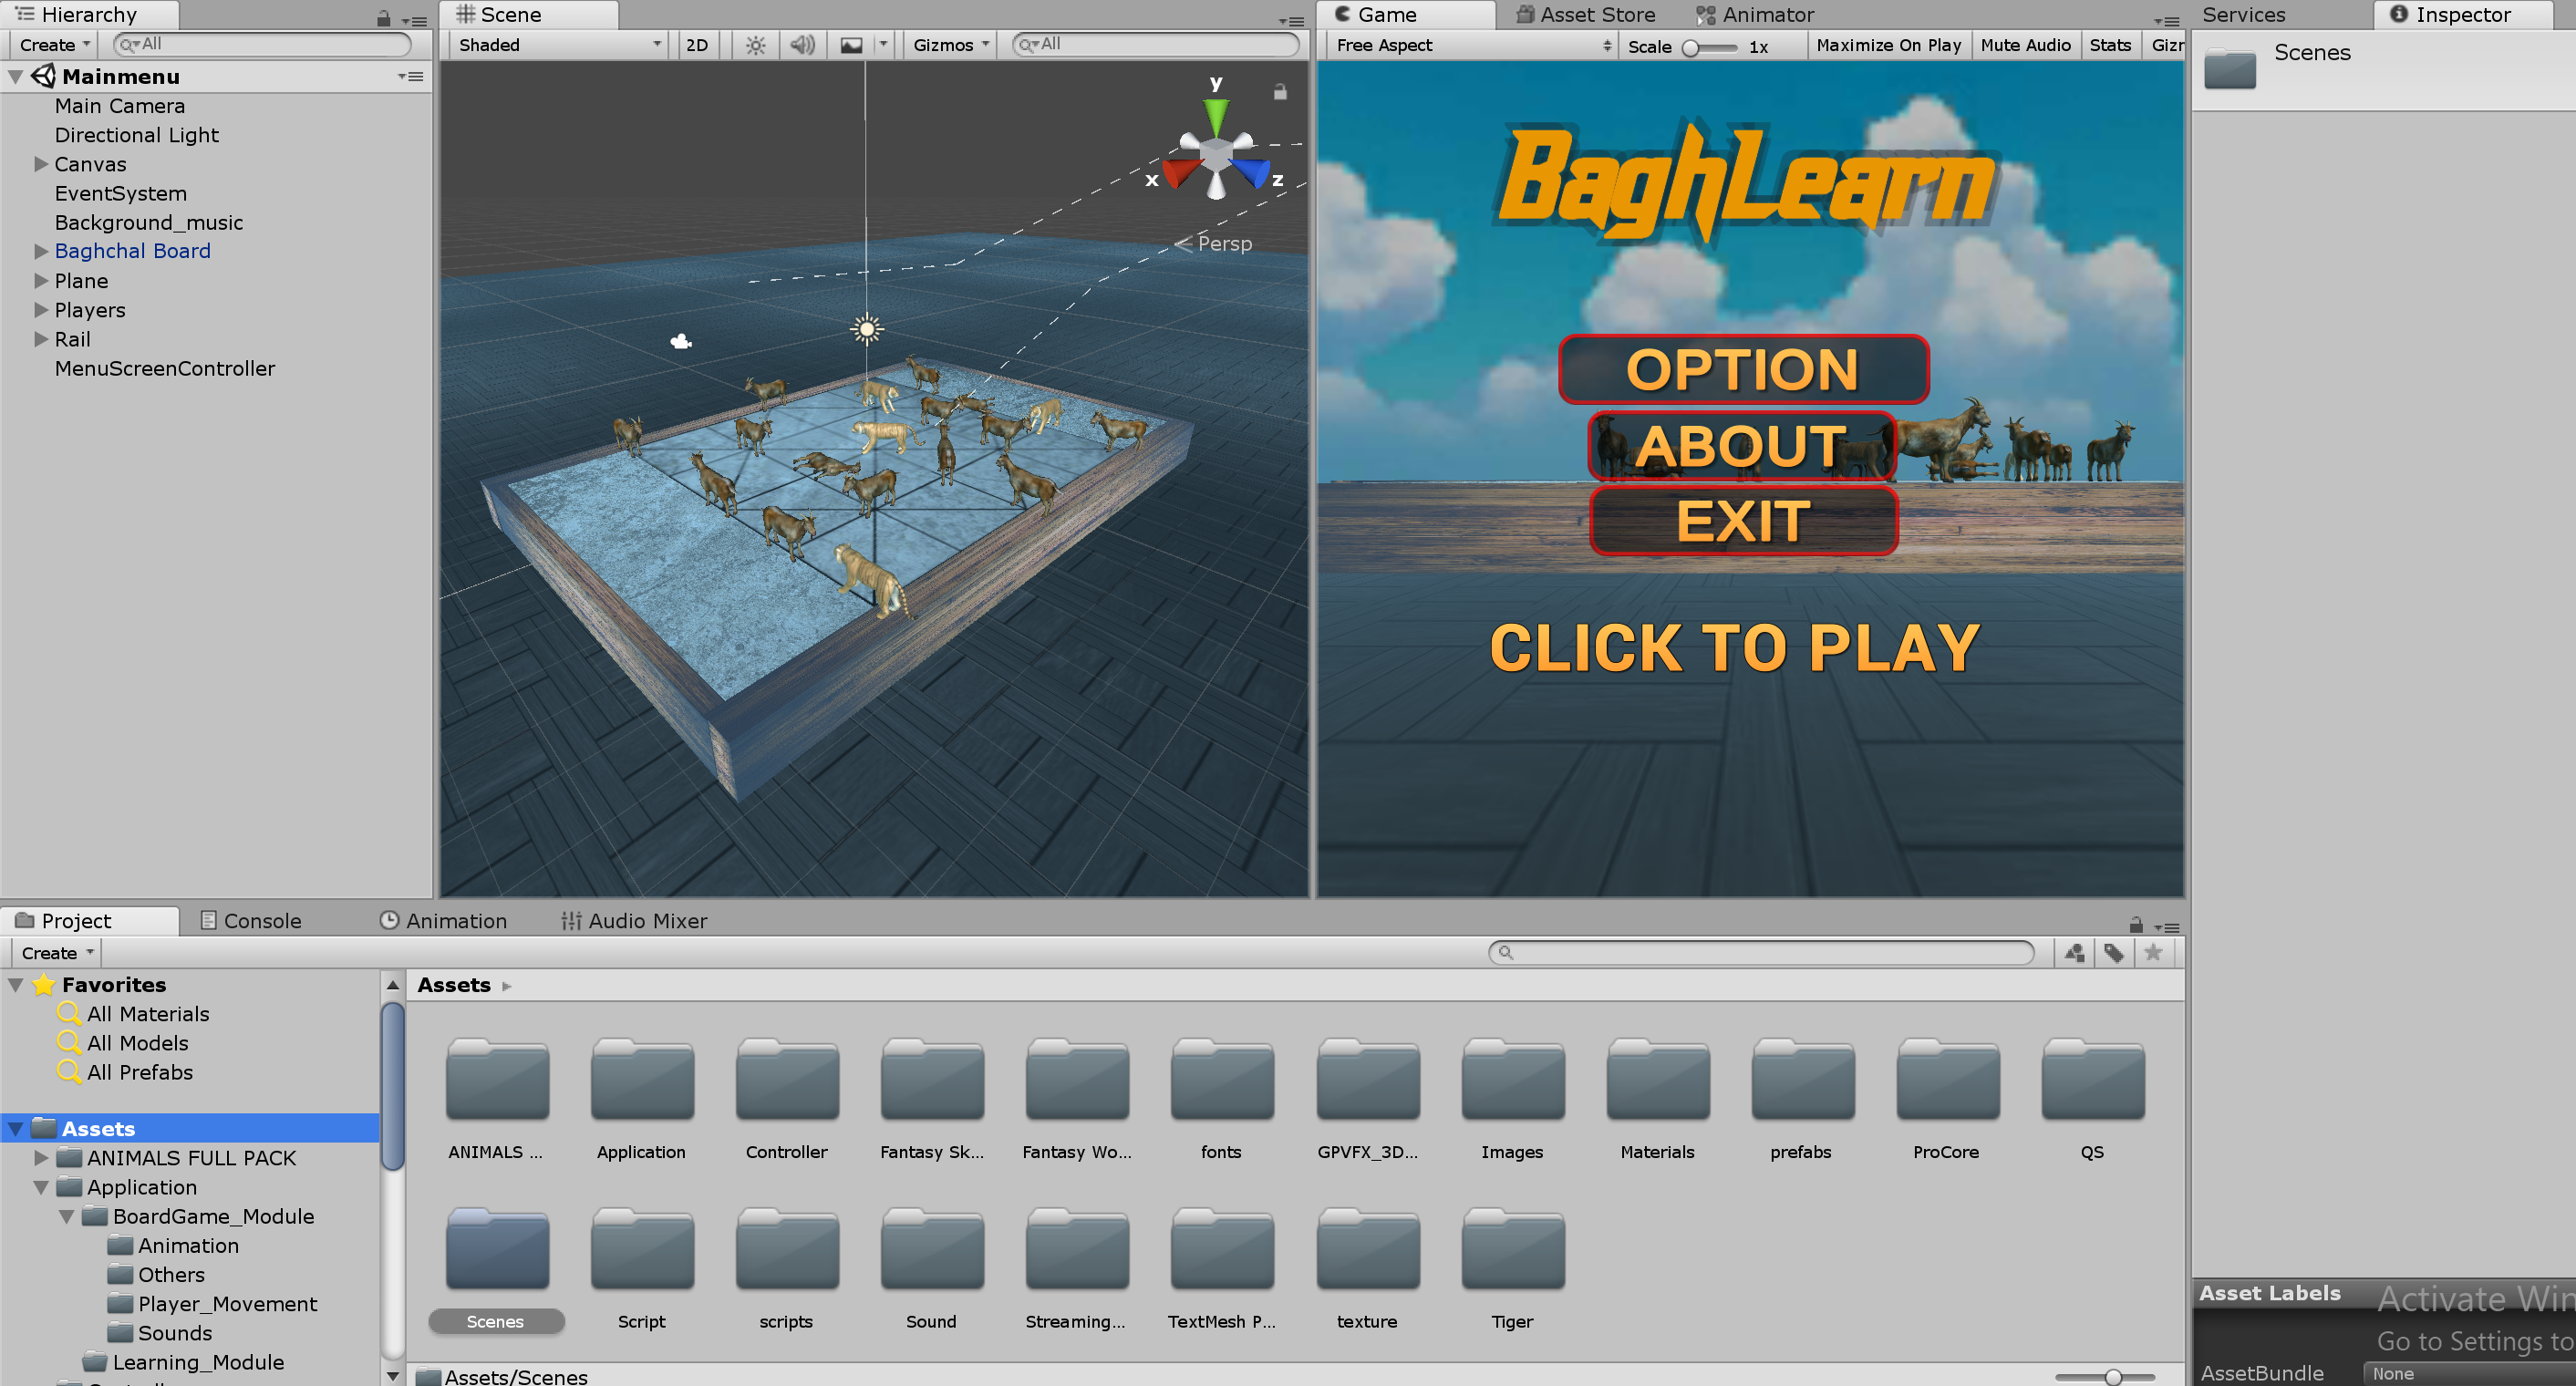 Hierarchy
Create
All
Mainmenu
Main Camera
Directional Light
Canvas
EventSystem
Background_music
Baghchal Board
Plane
Players
Rail
MenuScreenController
Scene
Shaded
2D
Gizmos
All
y
x
z
Persp
Game
Asset Store
Animator
Free Aspect
Scale
1x
Maximize On Play
Mute Audio
Stats
Giz
BaghLearn
OPTION
ABOUT
EXIT
CLICK TO PLAY
Services
Inspector
Scenes
Project
Console
Animation
Audio Mixer
Create
Favorites
All Materials
All Models
All Prefabs
Assets
ANIMALS FULL PACK
Application
BoardGame_Module
Animation
Others
Player_Movement
Sounds
Learning_Module
Assets
ANIMALS ...
Application
Controller
Fantasy Sk...
Fantasy Wo...
fonts
GPVFX_3D...
Images
Materials
prefabs
ProCore
QS
Scenes
Script
scripts
Sound
Streaming...
TextMesh P...
texture
Tiger
Assets/Scenes
Asset Labels
Activate Win
Go to Settings to
AssetBundle
None